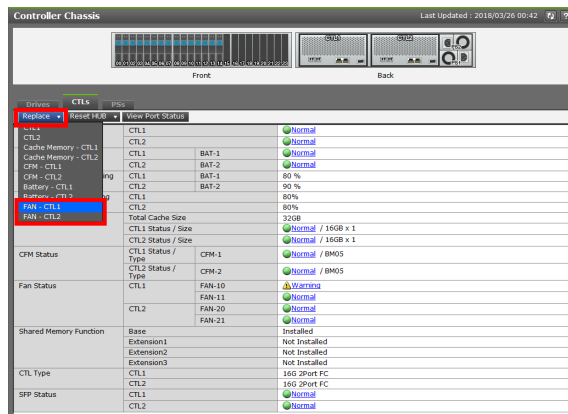 Controller Chassis
Last Updated : 2018/03/26 00:42
CTL1
CTL2
Front
Back
Drives
CTLs
PSs
Replace
Reset HUB
View Port Status
CTL1
CTL2
Cache Memory - CTL1
Cache Memory - CTL2
CFM - CTL1
CFM - CTL2
Battery - CTL1
Battery - CTL2
FAN - CTL1
FAN - CTL2
CTL1 Normal
CTL2 Normal
CTL1 BAT-1 Normal
CTL2 BAT-2 Normal
CTL1 BAT-1 80 %
CTL2 BAT-2 90 %
CTL1 80%
CTL2 80%
Total Cache Size 32GB
CTL1 Status / Size Normal / 16GB x 1
CTL2 Status / Size Normal / 16GB x 1
CFM Status CTL1 Status / Type CFM-1 Normal / BM05
CTL2 Status / Type CFM-2 Normal / BM05
Fan Status CTL1 FAN-10 Warning
FAN-11 Normal
CTL2 FAN-20 Normal
FAN-21 Normal
Shared Memory Function Base Installed
Extension1 Not Installed
Extension2 Not Installed
Extension3 Not Installed
CTL Type CTL1 16G 2Port FC
CTL2 16G 2Port FC
SFP Status CTL1 Normal
CTL2 Normal